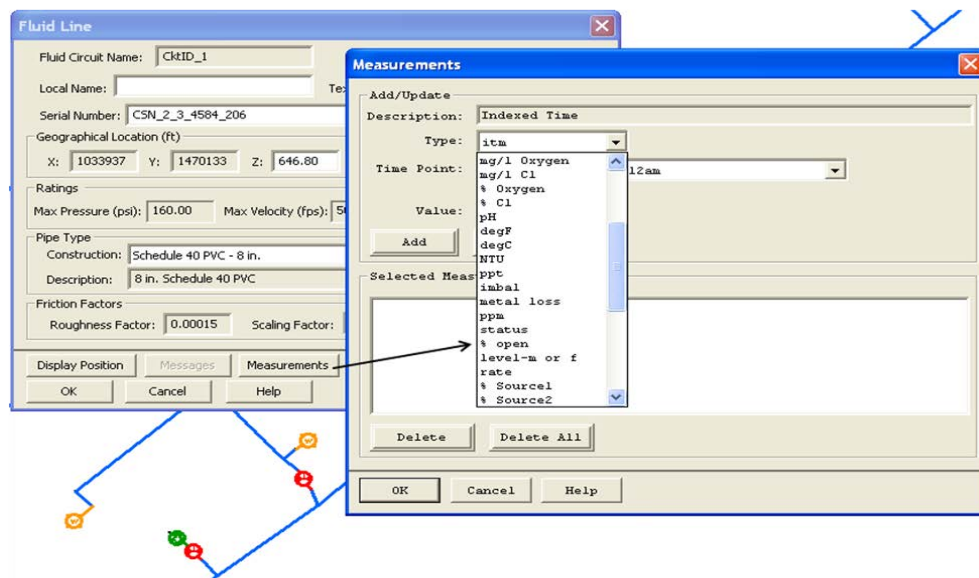 Fluid Line
Fluid Circuit Name: CktID_1
Local Name: Te
Serial Number: CSN_2_3_4584_206
Geographical Location (ft)
X: 1033937 Y: 1470133 Z: 646.80
Ratings
Max Pressure (psi): 160.00 Max Velocity (fps): 50
Pipe Type
Construction: Schedule 40 PVC - 8 in.
Description: 8 in. Schedule 40 PVC
Friction Factors
Roughness Factor: 0.00015 Scaling Factor:
Display Position Messages Measurements
OK Cancel Help
Measurements
Add/Update
Description: Indexed Time
Type: itm
Time Point: 12am
Value:
Add
mg/l Oxygen
mg/l Cl
% Oxygen
% Cl
pH
degF
degC
NTU
ppt
imbal
metal loss
ppm
status
% open
level-m or f
rate
% Source1
% Source2
Selected Meas
Delete Delete All
OK Cancel Help